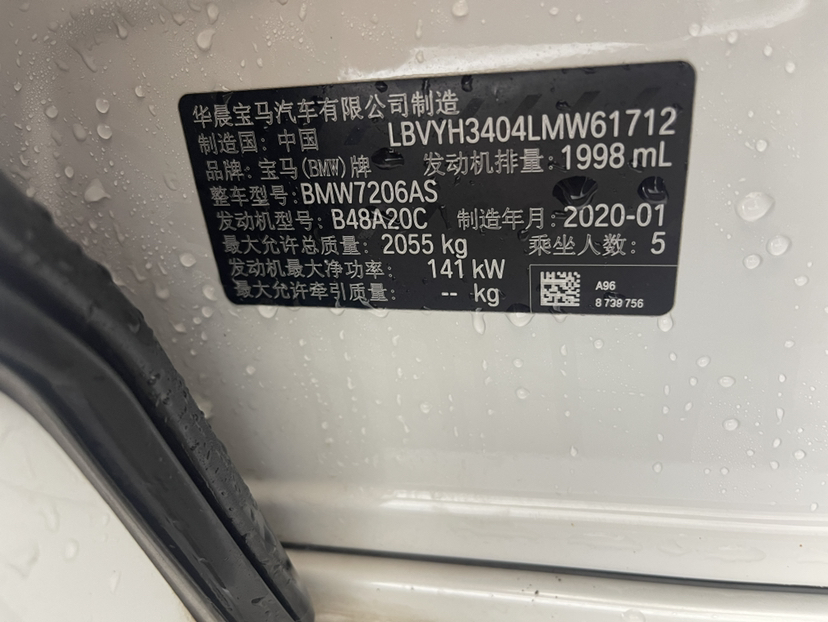 华晨宝马汽车有限公司制造
制造国: 中国 LBVYH3404LMW61712
品牌: 宝马(BMW)牌 发动机排量: 1998 mL
整车型号: BMW7206AS
发动机型号: B48A20C 制造年月: 2020-01
最大允许总质量: 2055 kg 乘坐人数: 5
发动机最大净功率: 141 kW
最大允许牵引质量: -- kg
A96
8 739 756